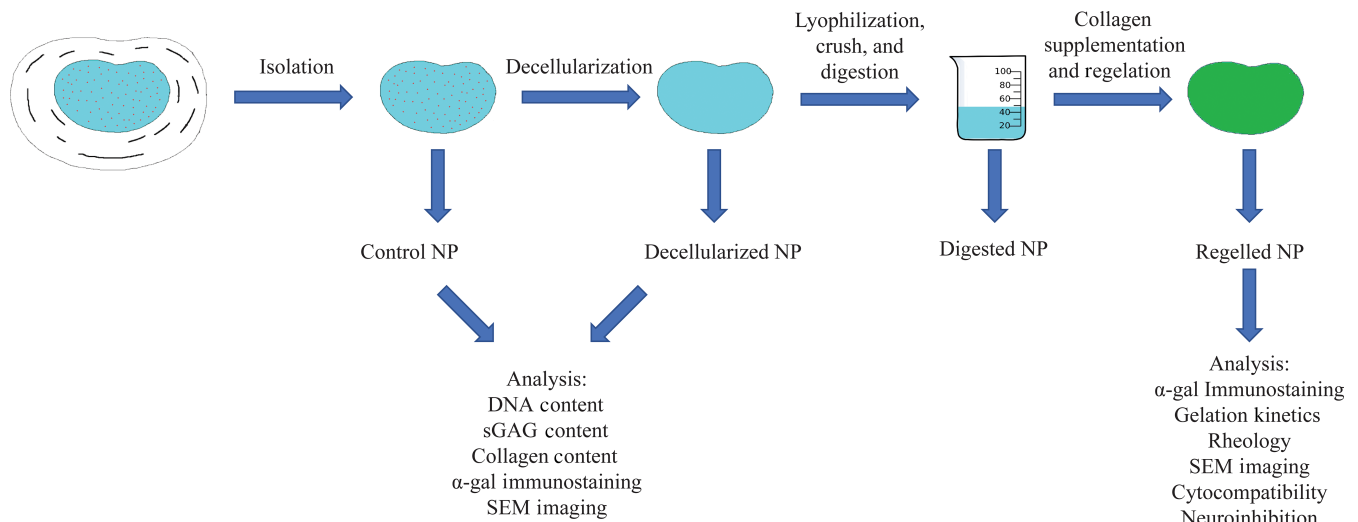 Isolation
Decellularization
Lyophilization,
crush, and
digestion
Collagen
supplementation
and regelation
100
80
60
40
20
Control NP
Decellularized NP
Digested NP
Regelled NP
Analysis:
DNA content
sGAG content
Collagen content
α-gal immunostaining
SEM imaging
Analysis:
α-gal Immunostaining
Gelation kinetics
Rheology
SEM imaging
Cytocompatibility
Neuroinhibition